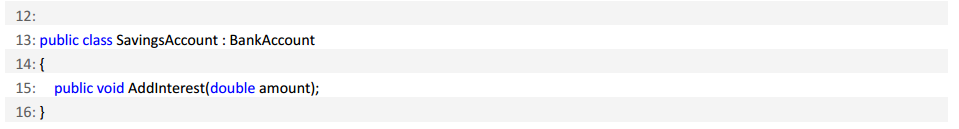 12:
13: public class SavingsAccount : BankAccount
14: {
15:    public void AddInterest(double amount);
16: }